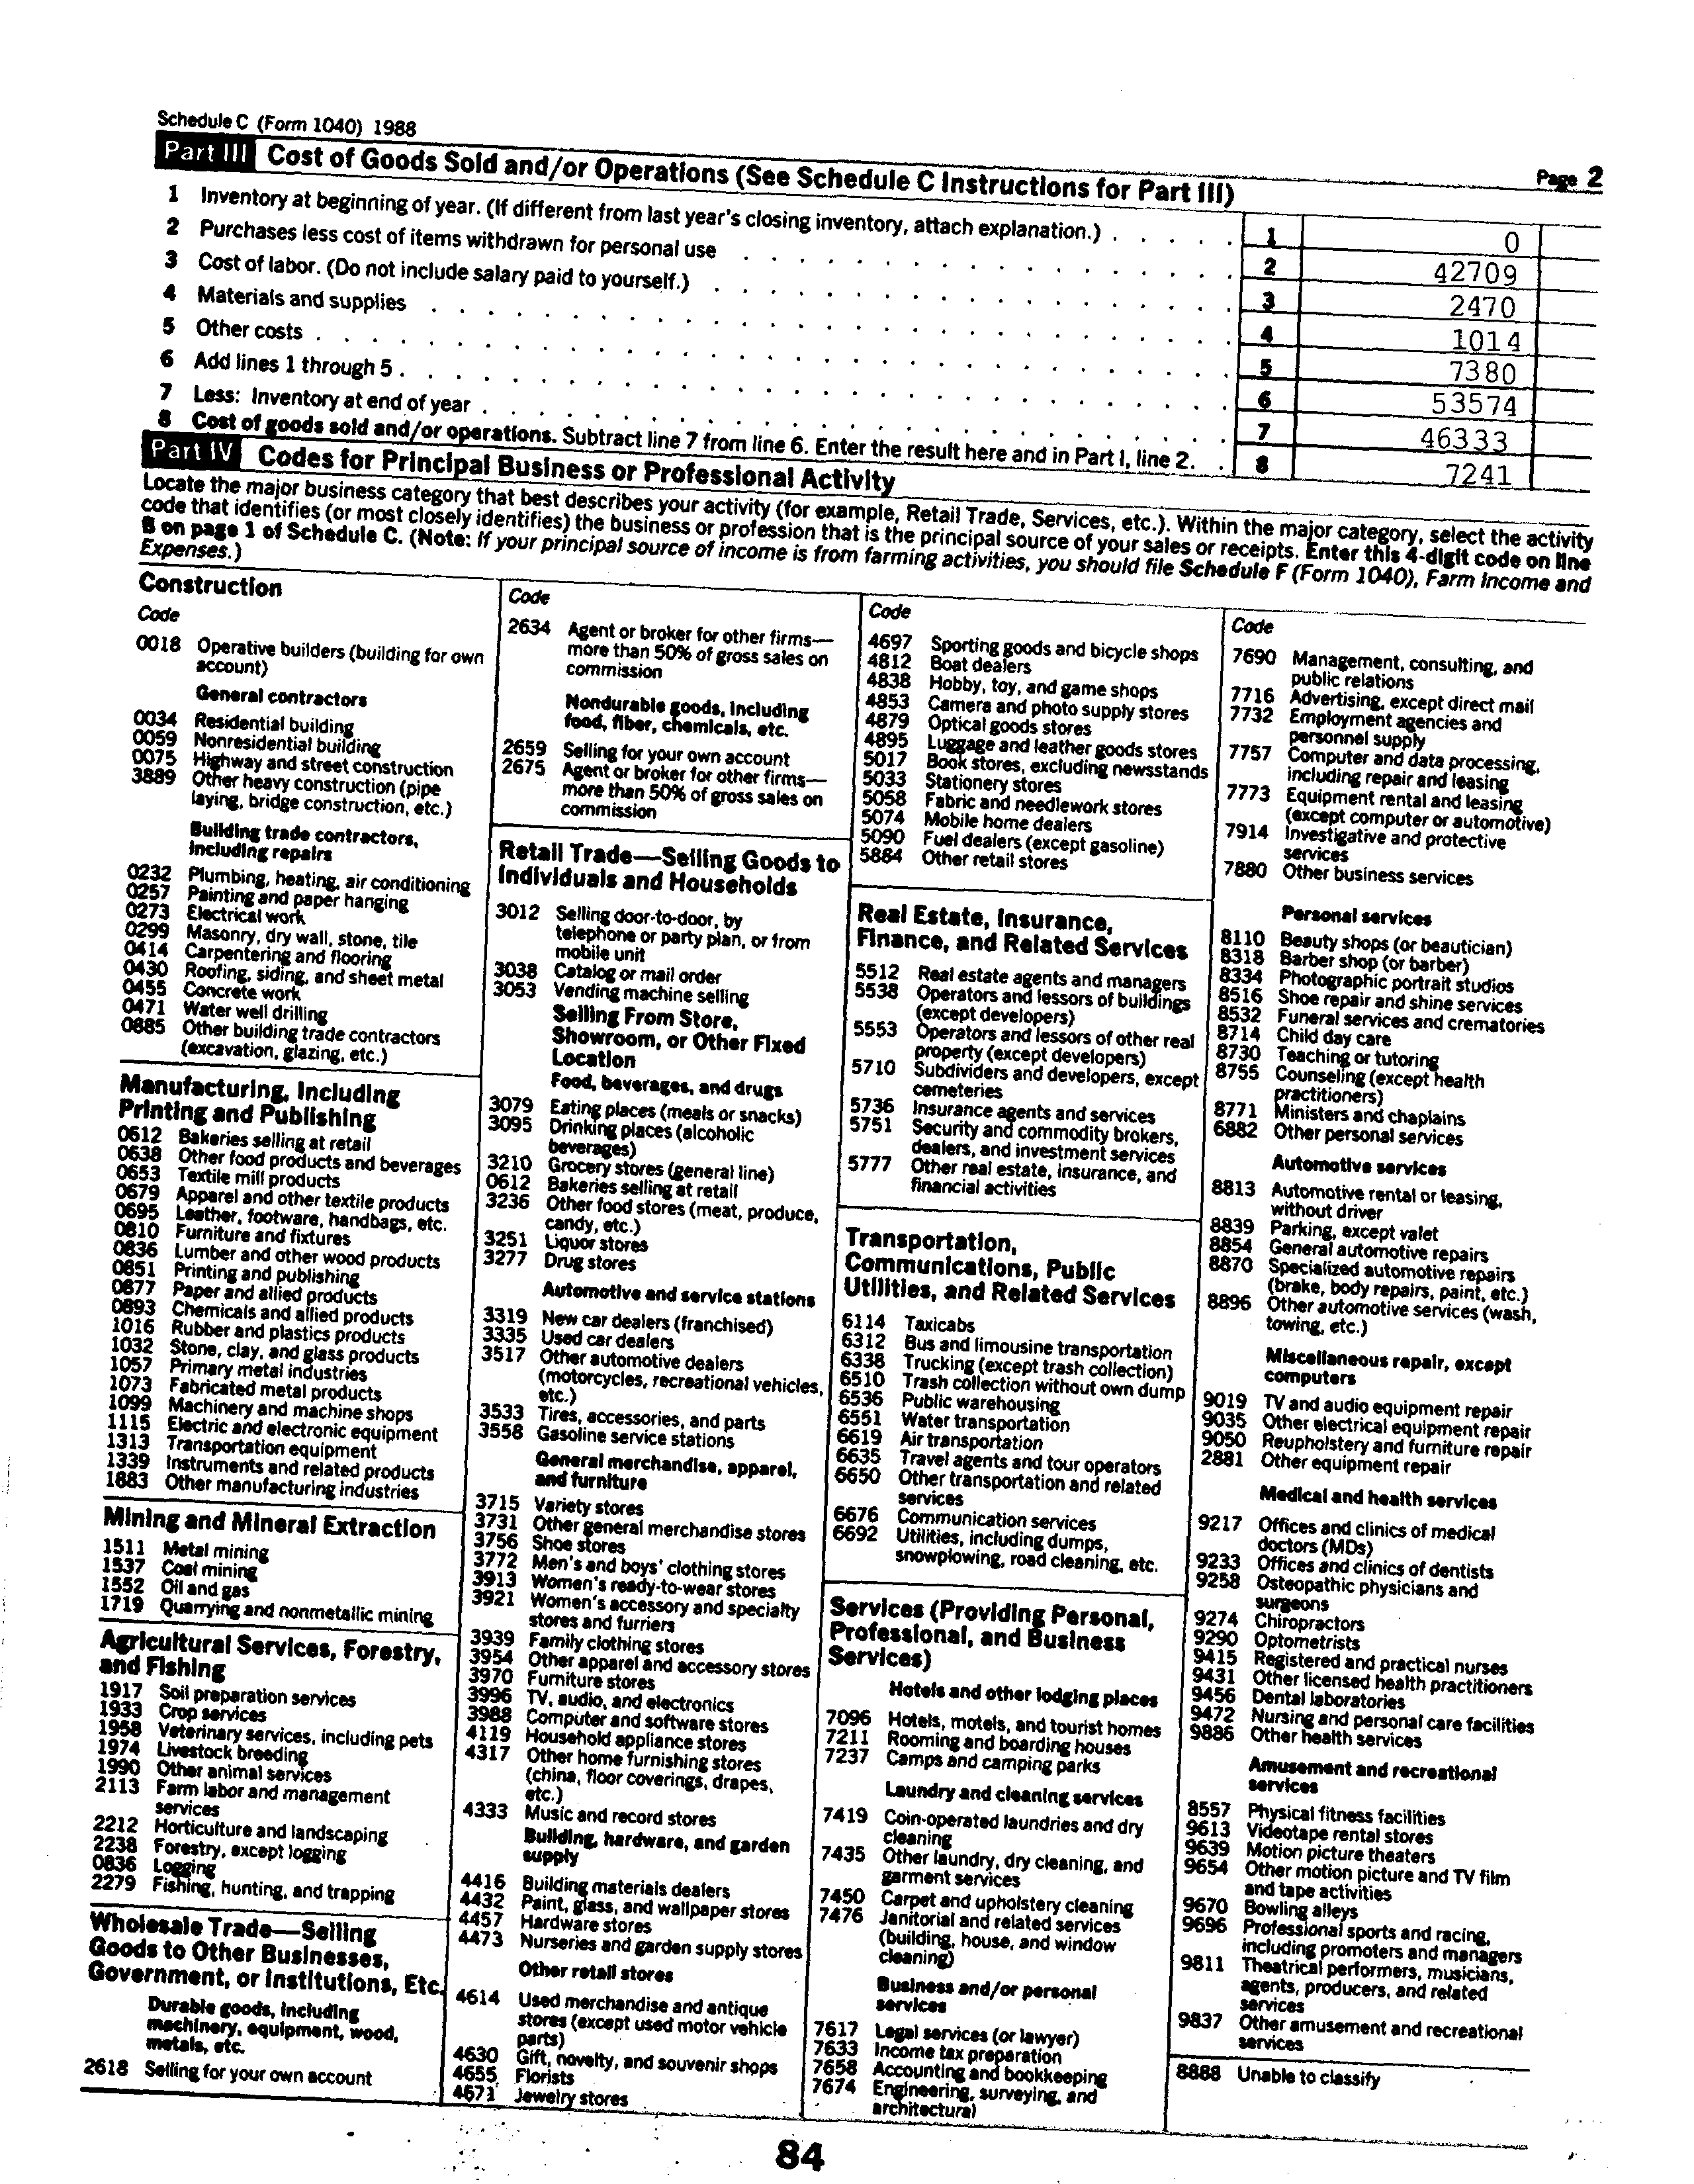 Schedule C (Form 1040) 1988
Page 2
Part III Cost of Goods Sold and/or Operations (See Schedule C Instructions for Part III)
1 Inventory at beginning of year. (If different from last year's closing inventory, attach explanation.) . . . . . 1 0
2 Purchases less cost of items withdrawn for personal use 2 42709
3 Cost of labor. (Do not include salary paid to yourself.) 3 2470
4 Materials and supplies 4 1014
5 Other costs 5 7380
6 Add lines 1 through 5 6 53574
7 Less: Inventory at end of year 7 46333
8 Cost of goods sold and/or operations. Subtract line 7 from line 6. Enter the result here and in Part I, line 2. . 8 7241
Part IV Codes for Principal Business or Professional Activity
Locate the major business category that best describes your activity (for example, Retail Trade, Services, etc.). Within the major category, select the activity
code that identifies (or most closely identifies) the business or profession that is the principal source of your sales or receipts. Enter this 4-digit code on line
B on page 1 of Schedule C. (Note: If your principal source of income is from farming activities, you should file Schedule F (Form 1040), Farm Income and
Expenses.)
Construction
Code
0018 Operative builders (building for own
account)
General contractors
0034 Residential building
0059 Nonresidential building
0075 Highway and street construction
3889 Other heavy construction (pipe
laying, bridge construction, etc.)
Building trade contractors,
including repairs
0232 Plumbing, heating, air conditioning
0257 Painting and paper hanging
0273 Electrical work
0299 Masonry, dry wall, stone, tile
0414 Carpentering and flooring
0430 Roofing, siding, and sheet metal
0455 Concrete work
0471 Water well drilling
0885 Other building trade contractors
(excavation, glazing, etc.)
Manufacturing, Including
Printing and Publishing
0612 Bakeries selling at retail
0638 Other food products and beverages
0653 Textile mill products
0679 Apparel and other textile products
0695 Leather, footware, handbags, etc.
0810 Furniture and fixtures
0836 Lumber and other wood products
0851 Printing and publishing
0877 Paper and allied products
0893 Chemicals and allied products
1016 Rubber and plastics products
1032 Stone, clay, and glass products
1057 Primary metal industries
1073 Fabricated metal products
1099 Machinery and machine shops
1115 Electric and electronic equipment
1313 Transportation equipment
1339 Instruments and related products
1883 Other manufacturing industries
Mining and Mineral Extraction
1511 Metal mining
1537 Coal mining
1552 Oil and gas
1719 Quarrying and nonmetallic mining
Agricultural Services, Forestry,
and Fishing
1917 Soil preparation services
1933 Crop services
1958 Veterinary services, including pets
1974 Livestock breeding
1990 Other animal services
2113 Farm labor and management
services
2212 Horticulture and landscaping
2238 Forestry, except logging
0836 Logging
2279 Fishing, hunting, and trapping
Wholesale Trade—Selling
Goods to Other Businesses,
Government, or Institutions, Etc.
Durable goods, including
machinery, equipment, wood,
metals, etc.
2618 Selling for your own account
Code
2634 Agent or broker for other firms—
more than 50% of gross sales on
commission
Nondurable goods, including
food, fiber, chemicals, etc.
2659 Selling for your own account
2675 Agent or broker for other firms—
more than 50% of gross sales on
commission
Retail Trade—Selling Goods to
Individuals and Households
3012 Selling door-to-door, by
telephone or party plan, or from
mobile unit
3038 Catalog or mail order
3053 Vending machine selling
Selling From Store,
Showroom, or Other Fixed
Location
Food, beverages, and drugs
3079 Eating places (meals or snacks)
3095 Drinking places (alcoholic
beverages)
3210 Grocery stores (general line)
0612 Bakeries selling at retail
3236 Other food stores (meat, produce,
candy, etc.)
3251 Liquor stores
3277 Drug stores
Automotive and service stations
3319 New car dealers (franchised)
3335 Used car dealers
3517 Other automotive dealers
(motorcycles, recreational vehicles,
etc.)
3533 Tires, accessories, and parts
3558 Gasoline service stations
General merchandise, apparel,
and furniture
3715 Variety stores
3731 Other general merchandise stores
3756 Shoe stores
3772 Men's and boys' clothing stores
3913 Women's ready-to-wear stores
3921 Women's accessory and specialty
stores and furriers
3939 Family clothing stores
3954 Other apparel and accessory stores
3970 Furniture stores
3996 TV, audio, and electronics
3988 Computer and software stores
4119 Household appliance stores
4317 Other home furnishing stores
(china, floor coverings, drapes,
etc.)
4333 Music and record stores
Building, hardware, and garden
supply
4416 Building materials dealers
4432 Paint, glass, and wallpaper stores
4457 Hardware stores
4473 Nurseries and garden supply stores
Other retail stores
4614 Used merchandise and antique
stores (except used motor vehicle
parts)
4630 Gift, novelty, and souvenir shops
4655 Florists
4671 Jewelry stores
Code
4697 Sporting goods and bicycle shops
4812 Boat dealers
4838 Hobby, toy, and game shops
4853 Camera and photo supply stores
4879 Optical goods stores
4895 Luggage and leather goods stores
5017 Book stores, excluding newsstands
5033 Stationery stores
5058 Fabric and needlework stores
5074 Mobile home dealers
5090 Fuel dealers (except gasoline)
5884 Other retail stores
Real Estate, Insurance,
Finance, and Related Services
5512 Real estate agents and managers
5538 Operators and lessors of buildings
(except developers)
5553 Operators and lessors of other real
property (except developers)
5710 Subdividers and developers, except
cemeteries
5736 Insurance agents and services
5751 Security and commodity brokers,
dealers, and investment services
5777 Other real estate, insurance, and
financial activities
Transportation,
Communications, Public
Utilities, and Related Services
6114 Taxicabs
6312 Bus and limousine transportation
6338 Trucking (except trash collection)
6510 Trash collection without own dump
6536 Public warehousing
6551 Water transportation
6619 Air transportation
6635 Travel agents and tour operators
6650 Other transportation and related
services
6676 Communication services
6692 Utilities, including dumps,
snowplowing, road cleaning, etc.
Services (Providing Personal,
Professional, and Business
Services)
Hotels and other lodging places
7096 Hotels, motels, and tourist homes
7211 Rooming and boarding houses
7237 Camps and camping parks
Laundry and cleaning services
7419 Coin-operated laundries and dry
cleaning
7435 Other laundry, dry cleaning, and
garment services
7450 Carpet and upholstery cleaning
7476 Janitorial and related services
(building, house, and window
cleaning)
Business and/or personal
services
7617 Legal services (or lawyer)
7633 Income tax preparation
7658 Accounting and bookkeeping
7674 Engineering, surveying, and
architectural
Code
7690 Management, consulting, and
public relations
7716 Advertising, except direct mail
7732 Employment agencies and
personnel supply
7757 Computer and data processing,
including repair and leasing
7773 Equipment rental and leasing
(except computer or automotive)
7914 Investigative and protective
services
7880 Other business services
Personal services
8110 Beauty shops (or beautician)
8318 Barber shop (or barber)
8334 Photographic portrait studios
8516 Shoe repair and shine services
8532 Funeral services and crematories
8714 Child day care
8730 Teaching or tutoring
8755 Counseling (except health
practitioners)
8771 Ministers and chaplains
6882 Other personal services
Automotive services
8813 Automotive rental or leasing,
without driver
8839 Parking, except valet
8854 General automotive repairs
8870 Specialized automotive repairs
(brake, body repairs, paint, etc.)
8896 Other automotive services (wash,
towing, etc.)
Miscellaneous repair, except
computers
9019 TV and audio equipment repair
9035 Other electrical equipment repair
9050 Reupholstery and furniture repair
2881 Other equipment repair
Medical and health services
9217 Offices and clinics of medical
doctors (MDs)
9233 Offices and clinics of dentists
9258 Osteopathic physicians and
surgeons
9274 Chiropractors
9290 Optometrists
9415 Registered and practical nurses
9431 Other licensed health practitioners
9456 Dental laboratories
9472 Nursing and personal care facilities
9886 Other health services
Amusement and recreational
services
8557 Physical fitness facilities
9613 Videotape rental stores
9639 Motion picture theaters
9654 Other motion picture and TV film
and tape activities
9670 Bowling alleys
9696 Professional sports and racing,
including promoters and managers
9811 Theatrical performers, musicians,
agents, producers, and related
services
9837 Other amusement and recreational
services
8888 Unable to classify
84